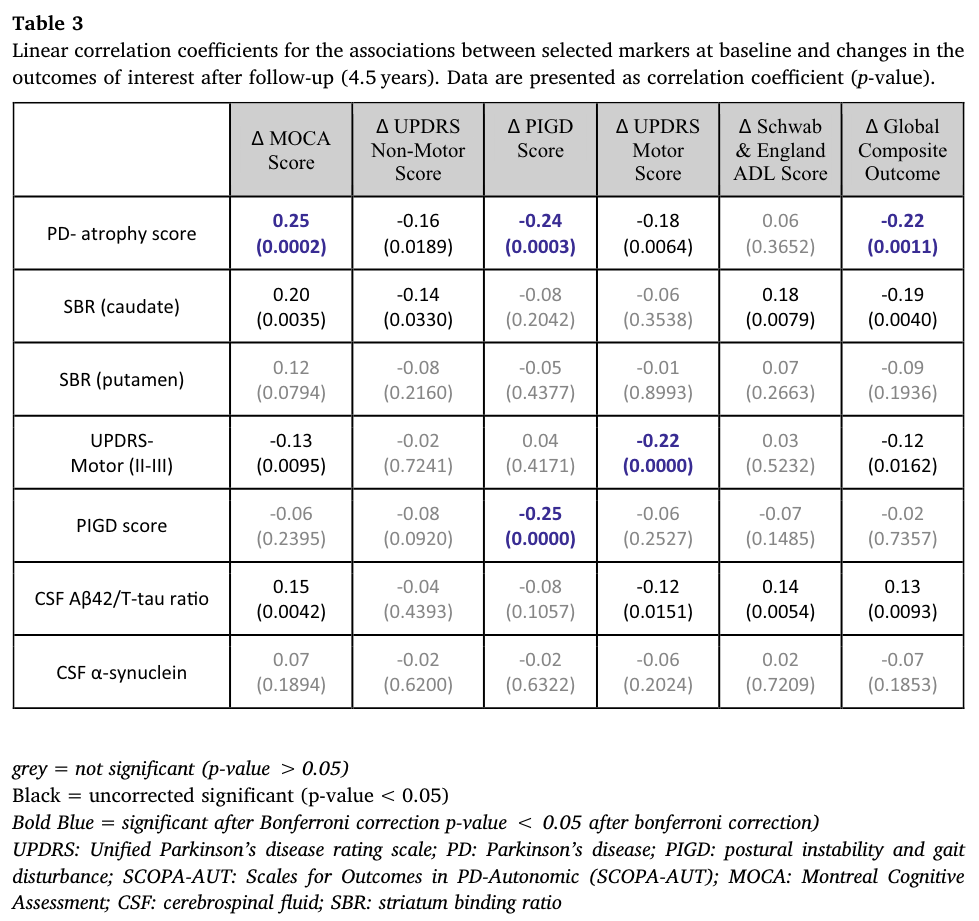 Table 3
Linear correlation coefficients for the associations between selected markers at baseline and changes in the
outcomes of interest after follow-up (4.5 years). Data are presented as correlation coefficient (p-value).
Δ MOCA Score
Δ UPDRS Non-Motor Score
Δ PIGD Score
Δ UPDRS Motor Score
Δ Schwab & England ADL Score
Δ Global Composite Outcome
PD- atrophy score
0.25 (0.0002)
-0.16 (0.0189)
-0.24 (0.0003)
-0.18 (0.0064)
0.06 (0.3652)
-0.22 (0.0011)
SBR (caudate)
0.20 (0.0035)
-0.14 (0.0330)
-0.08 (0.2042)
-0.06 (0.3538)
0.18 (0.0079)
-0.19 (0.0040)
SBR (putamen)
0.12 (0.0794)
-0.08 (0.2160)
-0.05 (0.4377)
-0.01 (0.8993)
0.07 (0.2663)
-0.09 (0.1936)
UPDRS- Motor (II-III)
-0.13 (0.0095)
-0.02 (0.7241)
0.04 (0.4171)
-0.22 (0.0000)
0.03 (0.5232)
-0.12 (0.0162)
PIGD score
-0.06 (0.2395)
-0.08 (0.0920)
-0.25 (0.0000)
-0.06 (0.2527)
-0.07 (0.1485)
-0.02 (0.7357)
CSF Aβ42/T-tau ratio
0.15 (0.0042)
-0.04 (0.4393)
-0.08 (0.1057)
-0.12 (0.0151)
0.14 (0.0054)
0.13 (0.0093)
CSF α-synuclein
0.07 (0.1894)
-0.02 (0.6200)
-0.02 (0.6322)
-0.06 (0.2024)
0.02 (0.7209)
-0.07 (0.1853)
grey = not significant (p-value > 0.05)
Black = uncorrected significant (p-value < 0.05)
Bold Blue = significant after Bonferroni correction p-value < 0.05 after bonferroni correction)
UPDRS: Unified Parkinson's disease rating scale; PD: Parkinson's disease; PIGD: postural instability and gait
disturbance; SCOPA-AUT: Scales for Outcomes in PD-Autonomic (SCOPA-AUT); MOCA: Montreal Cognitive
Assessment; CSF: cerebrospinal fluid; SBR: striatum binding ratio